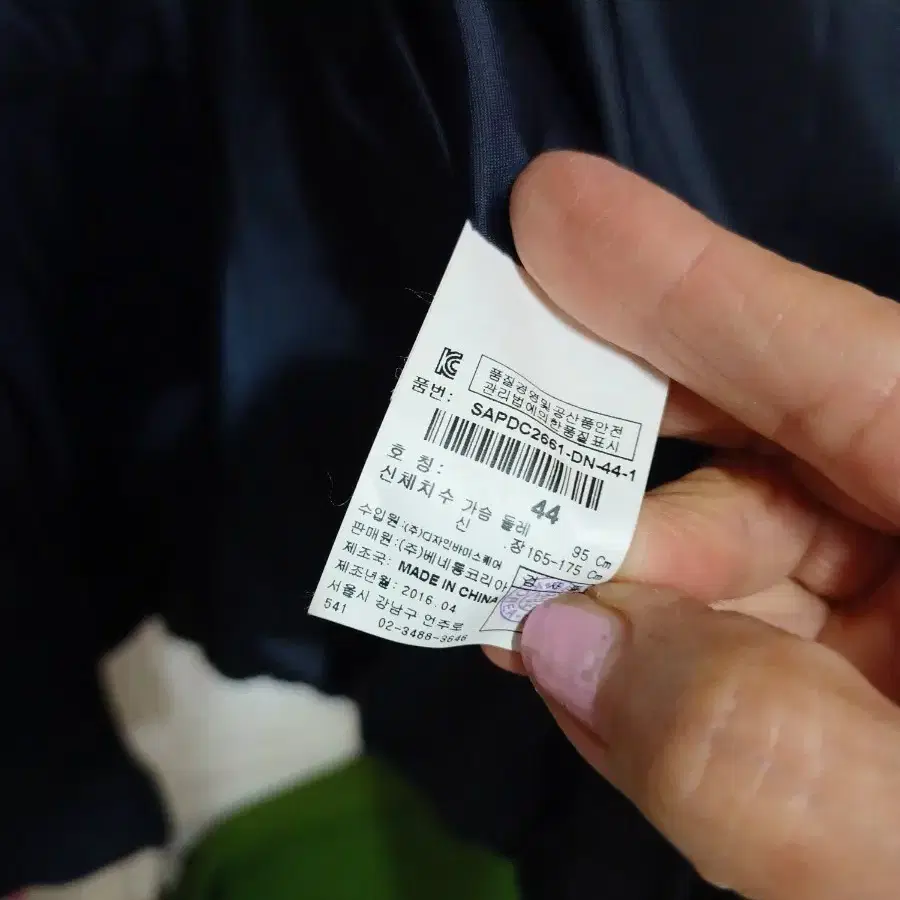 품질경영및공산품안전
관리법에의한품질표시
품번: SAPDC2661-DN-44-1
호칭: 44
신체치수 가슴 둘레 95 Cm
신 장 165-175 Cm
수입원:(주)디자인바이스퀘어
판매원:(주)베네통코리아
제조국: MADE IN CHINA
제조년월: 2016.04
서울시 강남구 언주로
541 02-3488-3646